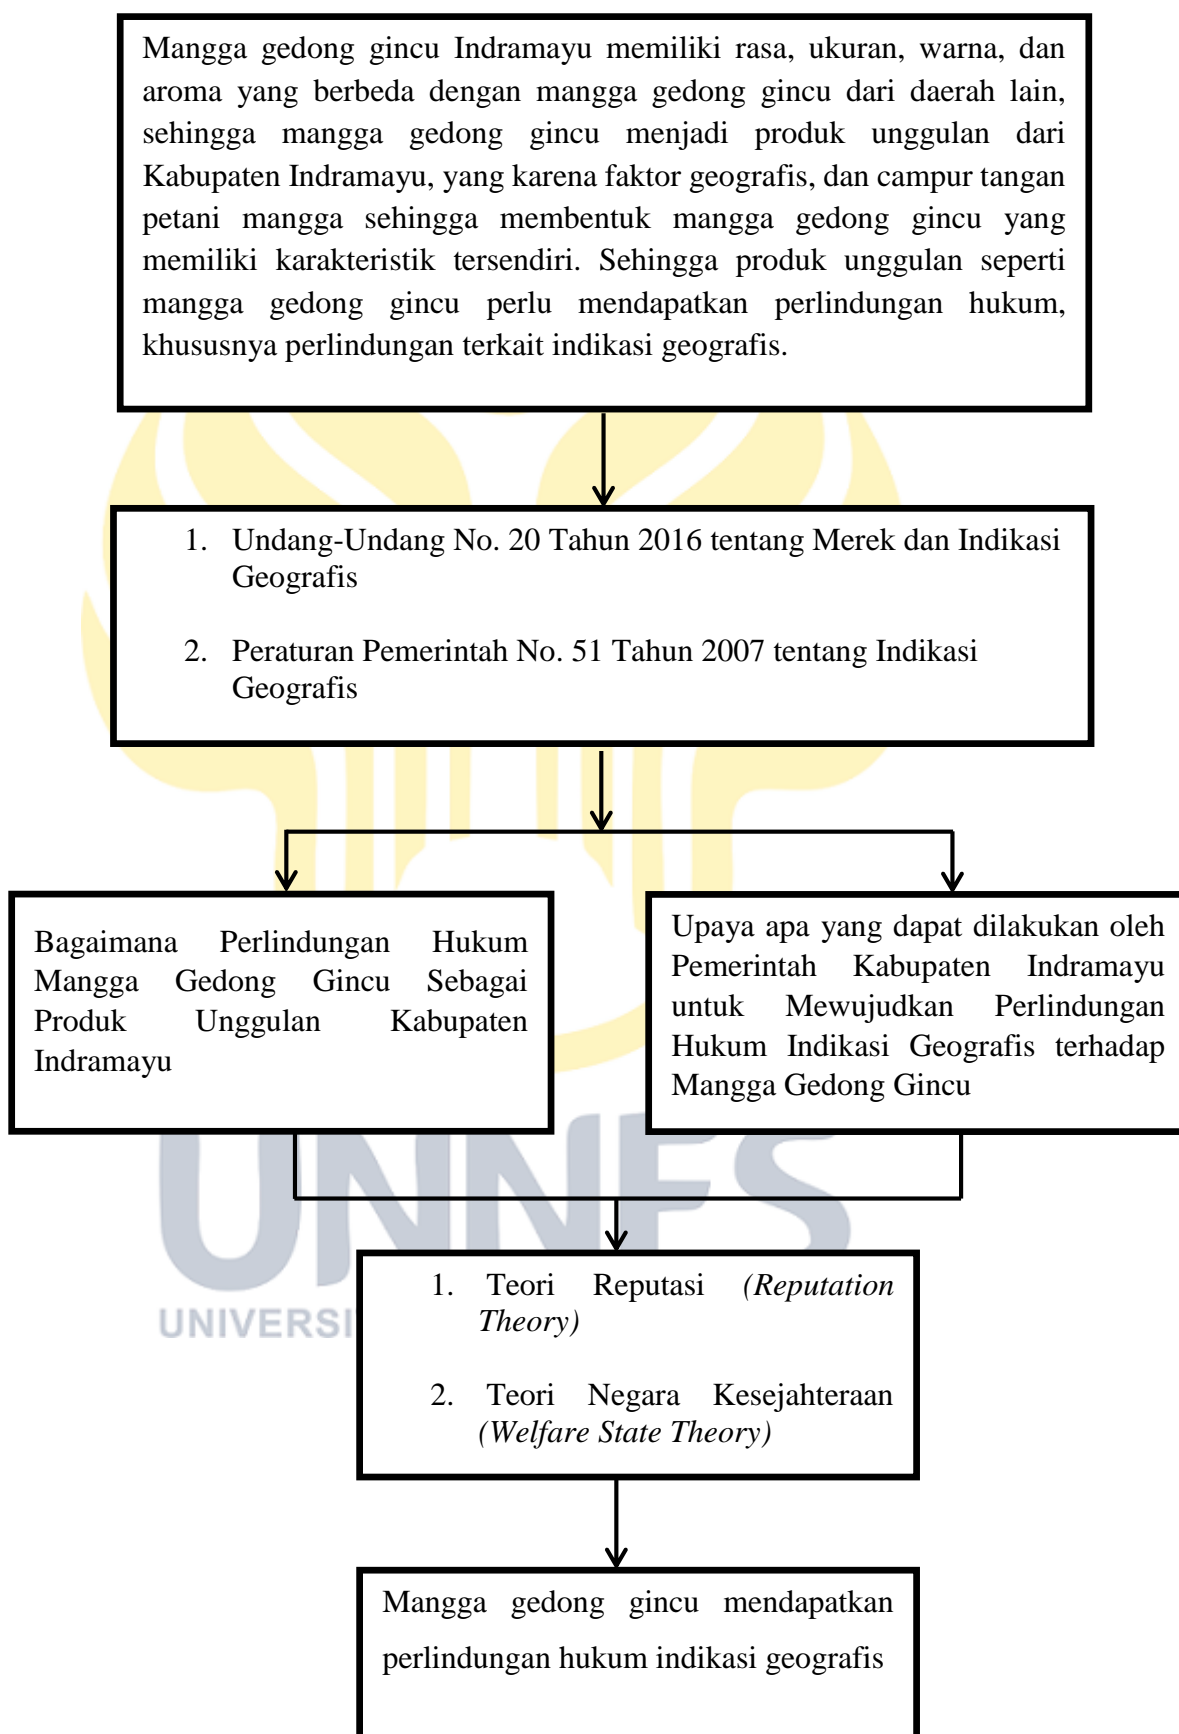 Mangga gedong gincu Indramayu memiliki rasa, ukuran, warna, dan
aroma yang berbeda dengan mangga gedong gincu dari daerah lain,
sehingga mangga gedong gincu menjadi produk unggulan dari
Kabupaten Indramayu, yang karena faktor geografis, dan campur tangan
petani mangga sehingga membentuk mangga gedong gincu yang
memiliki karakteristik tersendiri. Sehingga produk unggulan seperti
mangga gedong gincu perlu mendapatkan perlindungan hukum,
khususnya perlindungan terkait indikasi geografis.
1. Undang-Undang No. 20 Tahun 2016 tentang Merek dan Indikasi
Geografis
2. Peraturan Pemerintah No. 51 Tahun 2007 tentang Indikasi
Geografis
Bagaimana Perlindungan Hukum
Mangga Gedong Gincu Sebagai
Produk Unggulan Kabupaten
Indramayu
Upaya apa yang dapat dilakukan oleh
Pemerintah Kabupaten Indramayu
untuk Mewujudkan Perlindungan
Hukum Indikasi Geografis terhadap
Mangga Gedong Gincu
UNNES
UNIVERSI
1. Teori Reputasi (Reputation
Theory)
2. Teori Negara Kesejahteraan
(Welfare State Theory)
Mangga gedong gincu mendapatkan
perlindungan hukum indikasi geografis